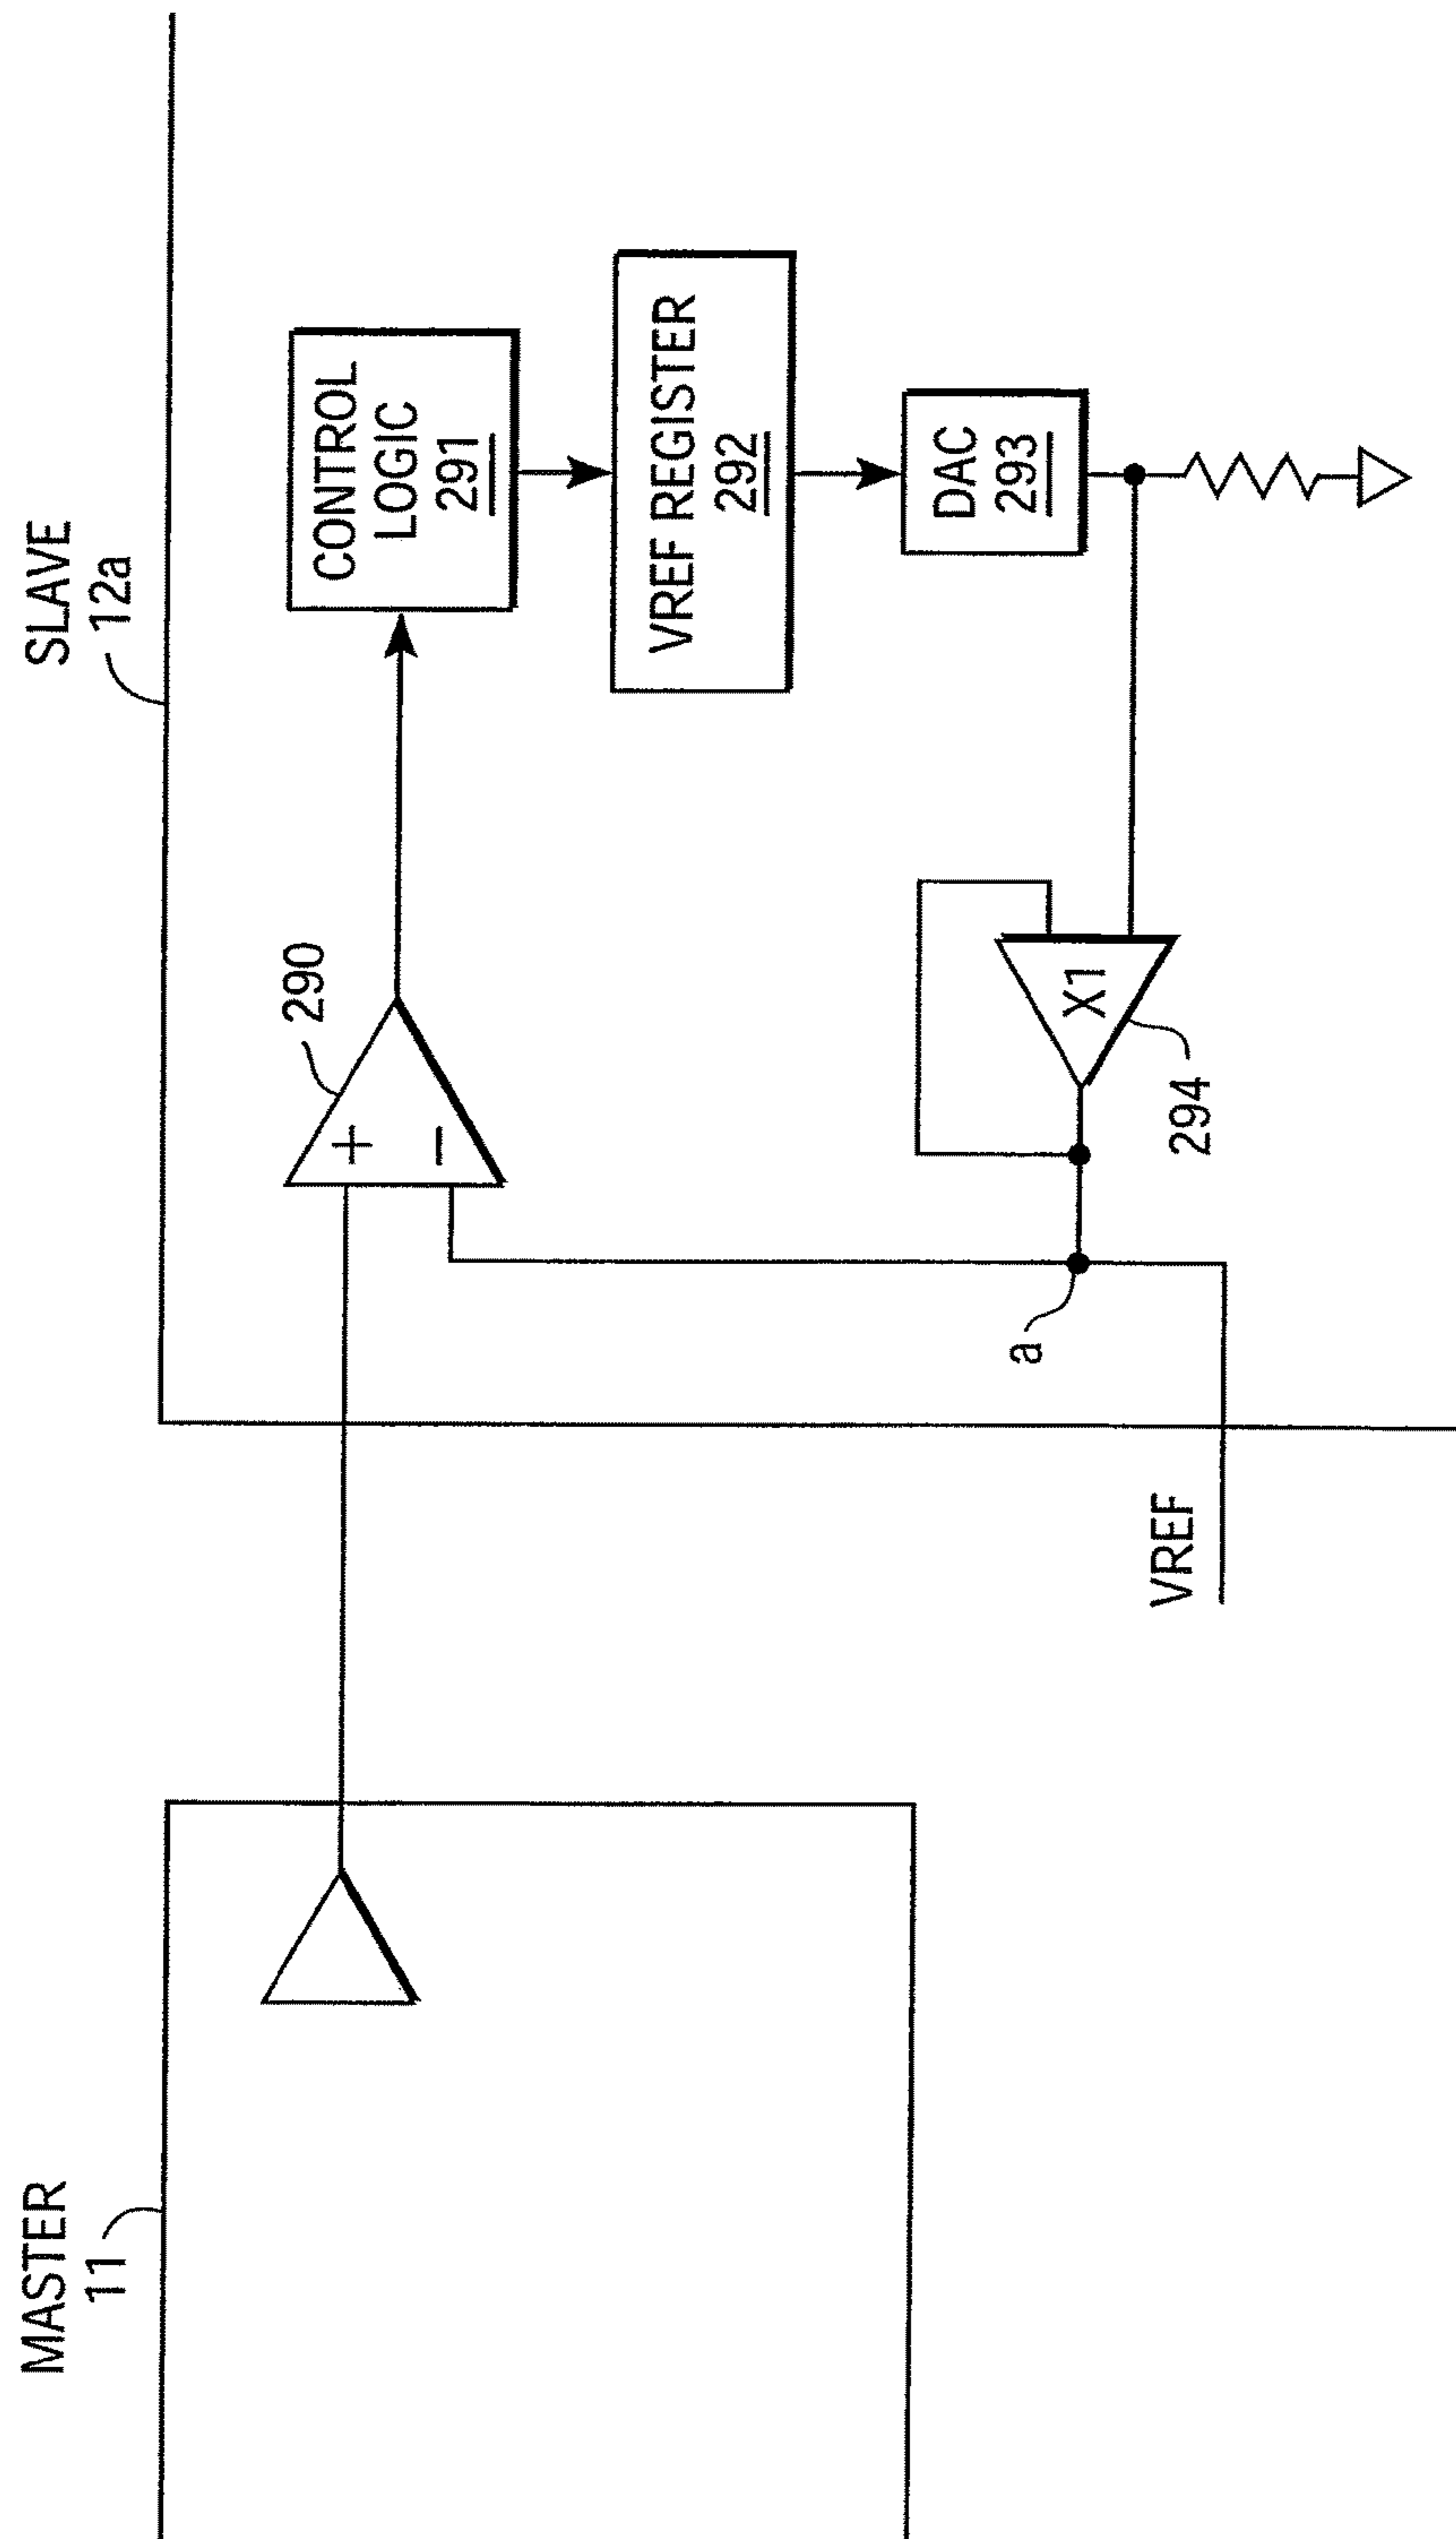 MASTER
11
SLAVE
12a
290
+
−
CONTROL
LOGIC
291
VREF REGISTER
292
DAC
293
X1
294
a
VREF